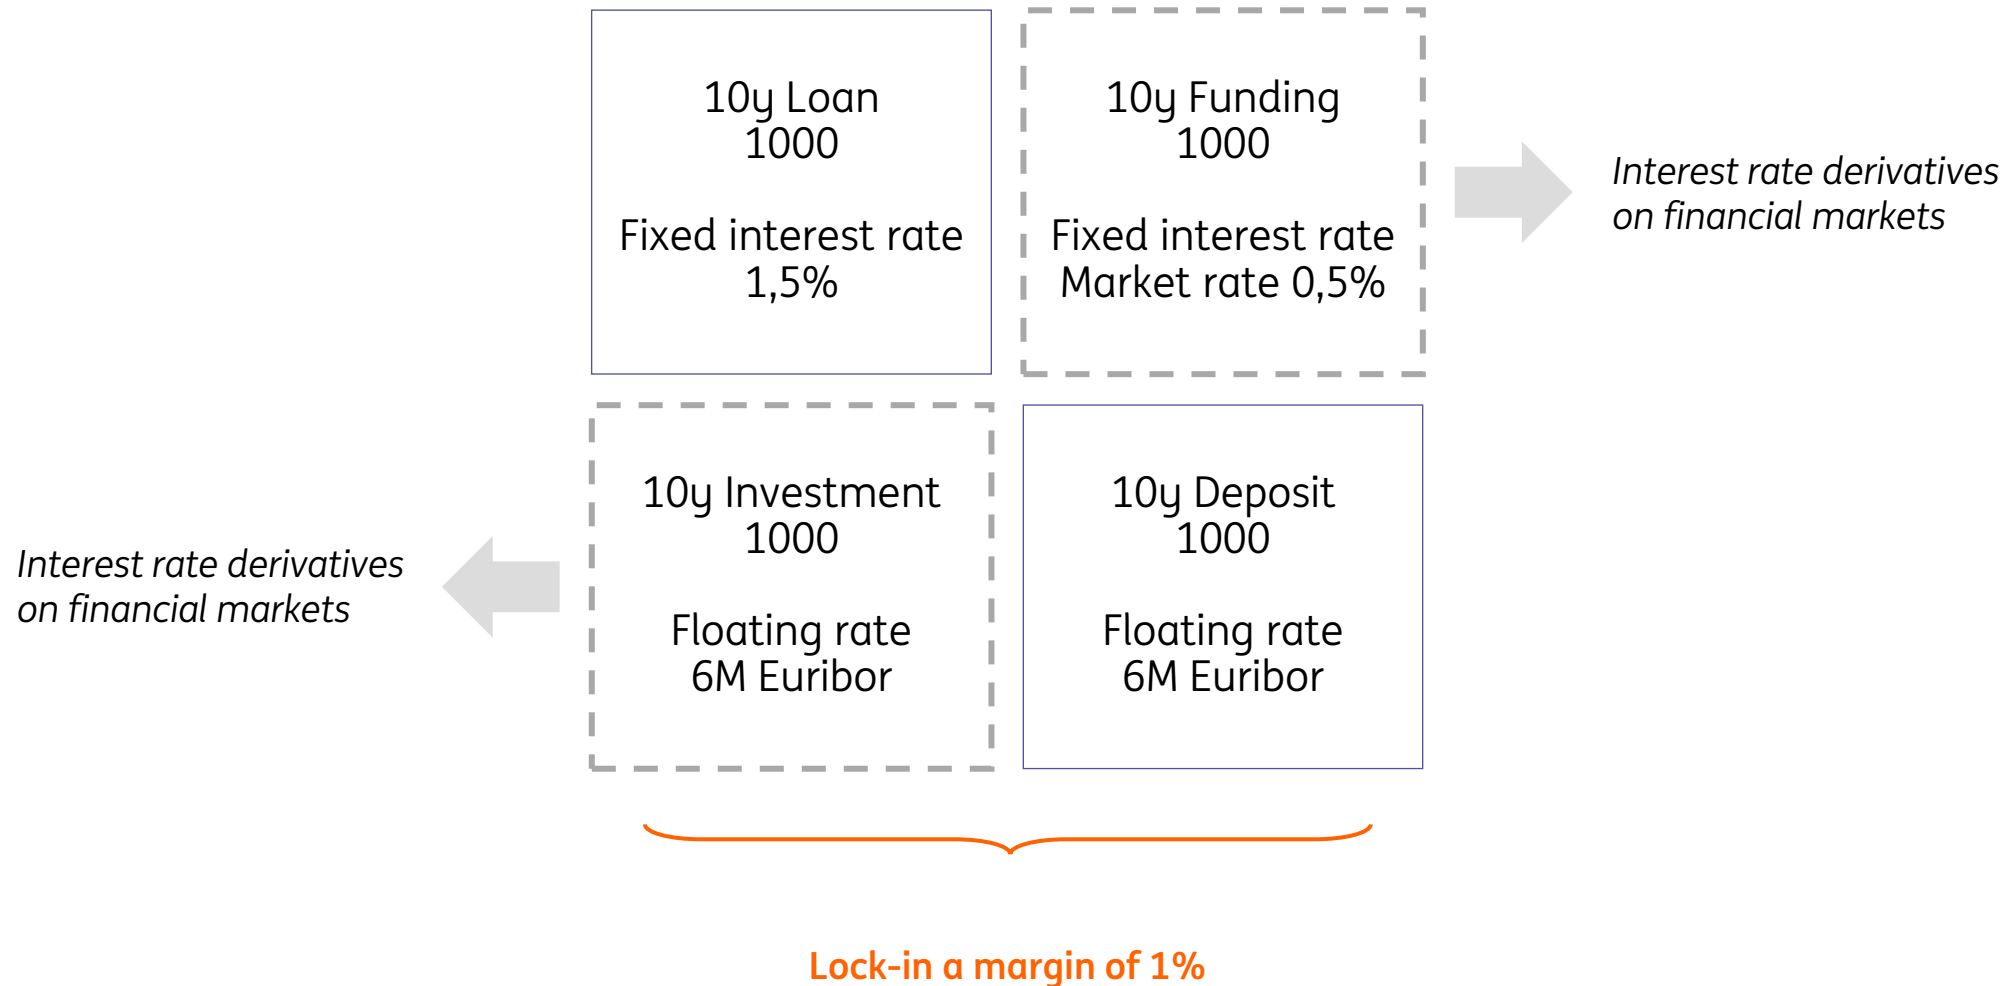 10y Loan
1000
Fixed interest rate
1,5%
10y Funding
1000
Fixed interest rate
Market rate 0,5%
Interest rate derivatives
on financial markets
Interest rate derivatives
on financial markets
10y Investment
1000
Floating rate
6M Euribor
10y Deposit
1000
Floating rate
6M Euribor
Lock-in a margin of 1%